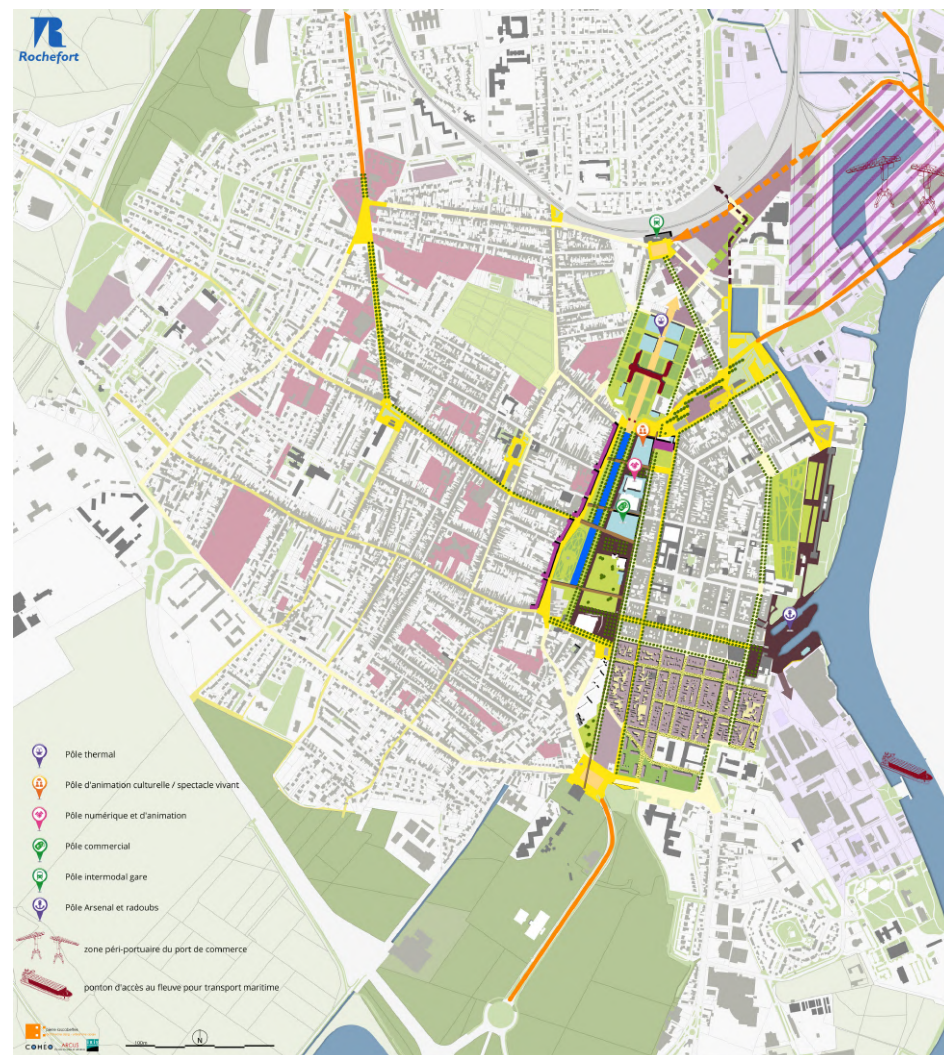 Rochefort
Pôle thermal
Pôle d'animation culturelle / spectacle vivant
Pôle numérique et d'animation
Pôle commercial
Pôle intermodal gare
Pôle Arsenal et radoubs
zone péri-portuaire du port de commerce
ponton d'accès au fleuve pour transport maritime
100m
N